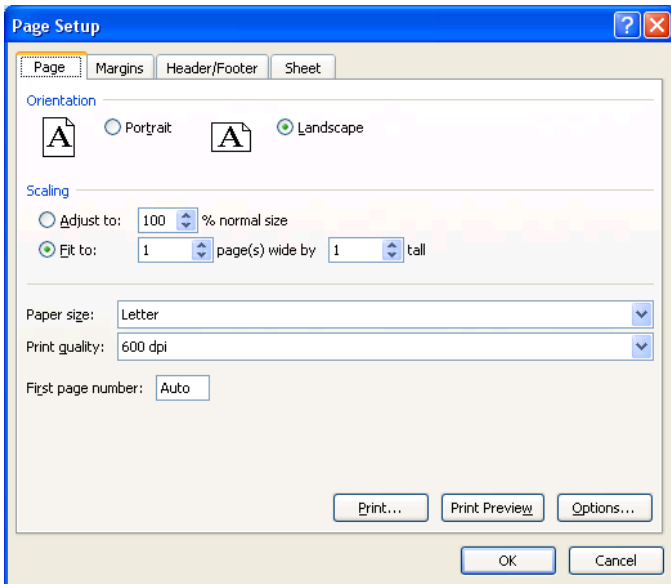 Page Setup
Page Margins Header/Footer Sheet
Orientation
A Portrait A Landscape
Scaling
Adjust to: 100 % normal size
Fit to: 1 page(s) wide by 1 tall
Paper size: Letter
Print quality: 600 dpi
First page number: Auto
Print... Print Preview Options...
OK Cancel